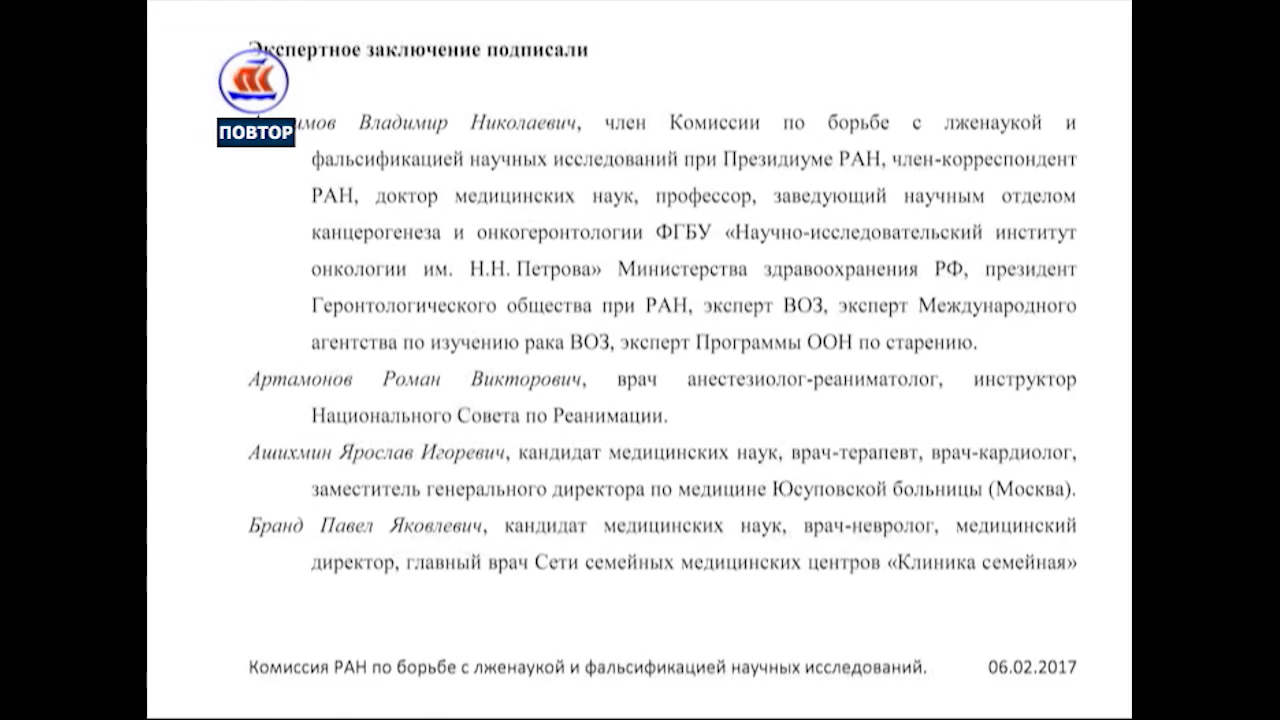 Экспертное заключение подписали
ПОВТОР
Владимир Николаевич, член Комиссии по борьбе с лженаукой и
фальсификацией научных исследований при Президиуме РАН, член-корреспондент
РАН, доктор медицинских наук, профессор, заведующий научным отделом
канцерогенеза и онкогеронтологии ФГБУ «Научно-исследовательский институт
онкологии им. Н.Н. Петрова» Министерства здравоохранения РФ, президент
Геронтологического общества при РАН, эксперт ВОЗ, эксперт Международного
агентства по изучению рака ВОЗ, эксперт Программы ООН по старению.
Артамонов Роман Викторович, врач анестезиолог-реаниматолог, инструктор
Национального Совета по Реанимации.
Ашихмин Ярослав Игоревич, кандидат медицинских наук, врач-терапевт, врач-кардиолог,
заместитель генерального директора по медицине Юсуповской больницы (Москва).
Бранд Павел Яковлевич, кандидат медицинских наук, врач-невролог, медицинский
директор, главный врач Сети семейных медицинских центров «Клиника семейная»
Комиссия РАН по борьбе с лженаукой и фальсификацией научных исследований. 06.02.2017